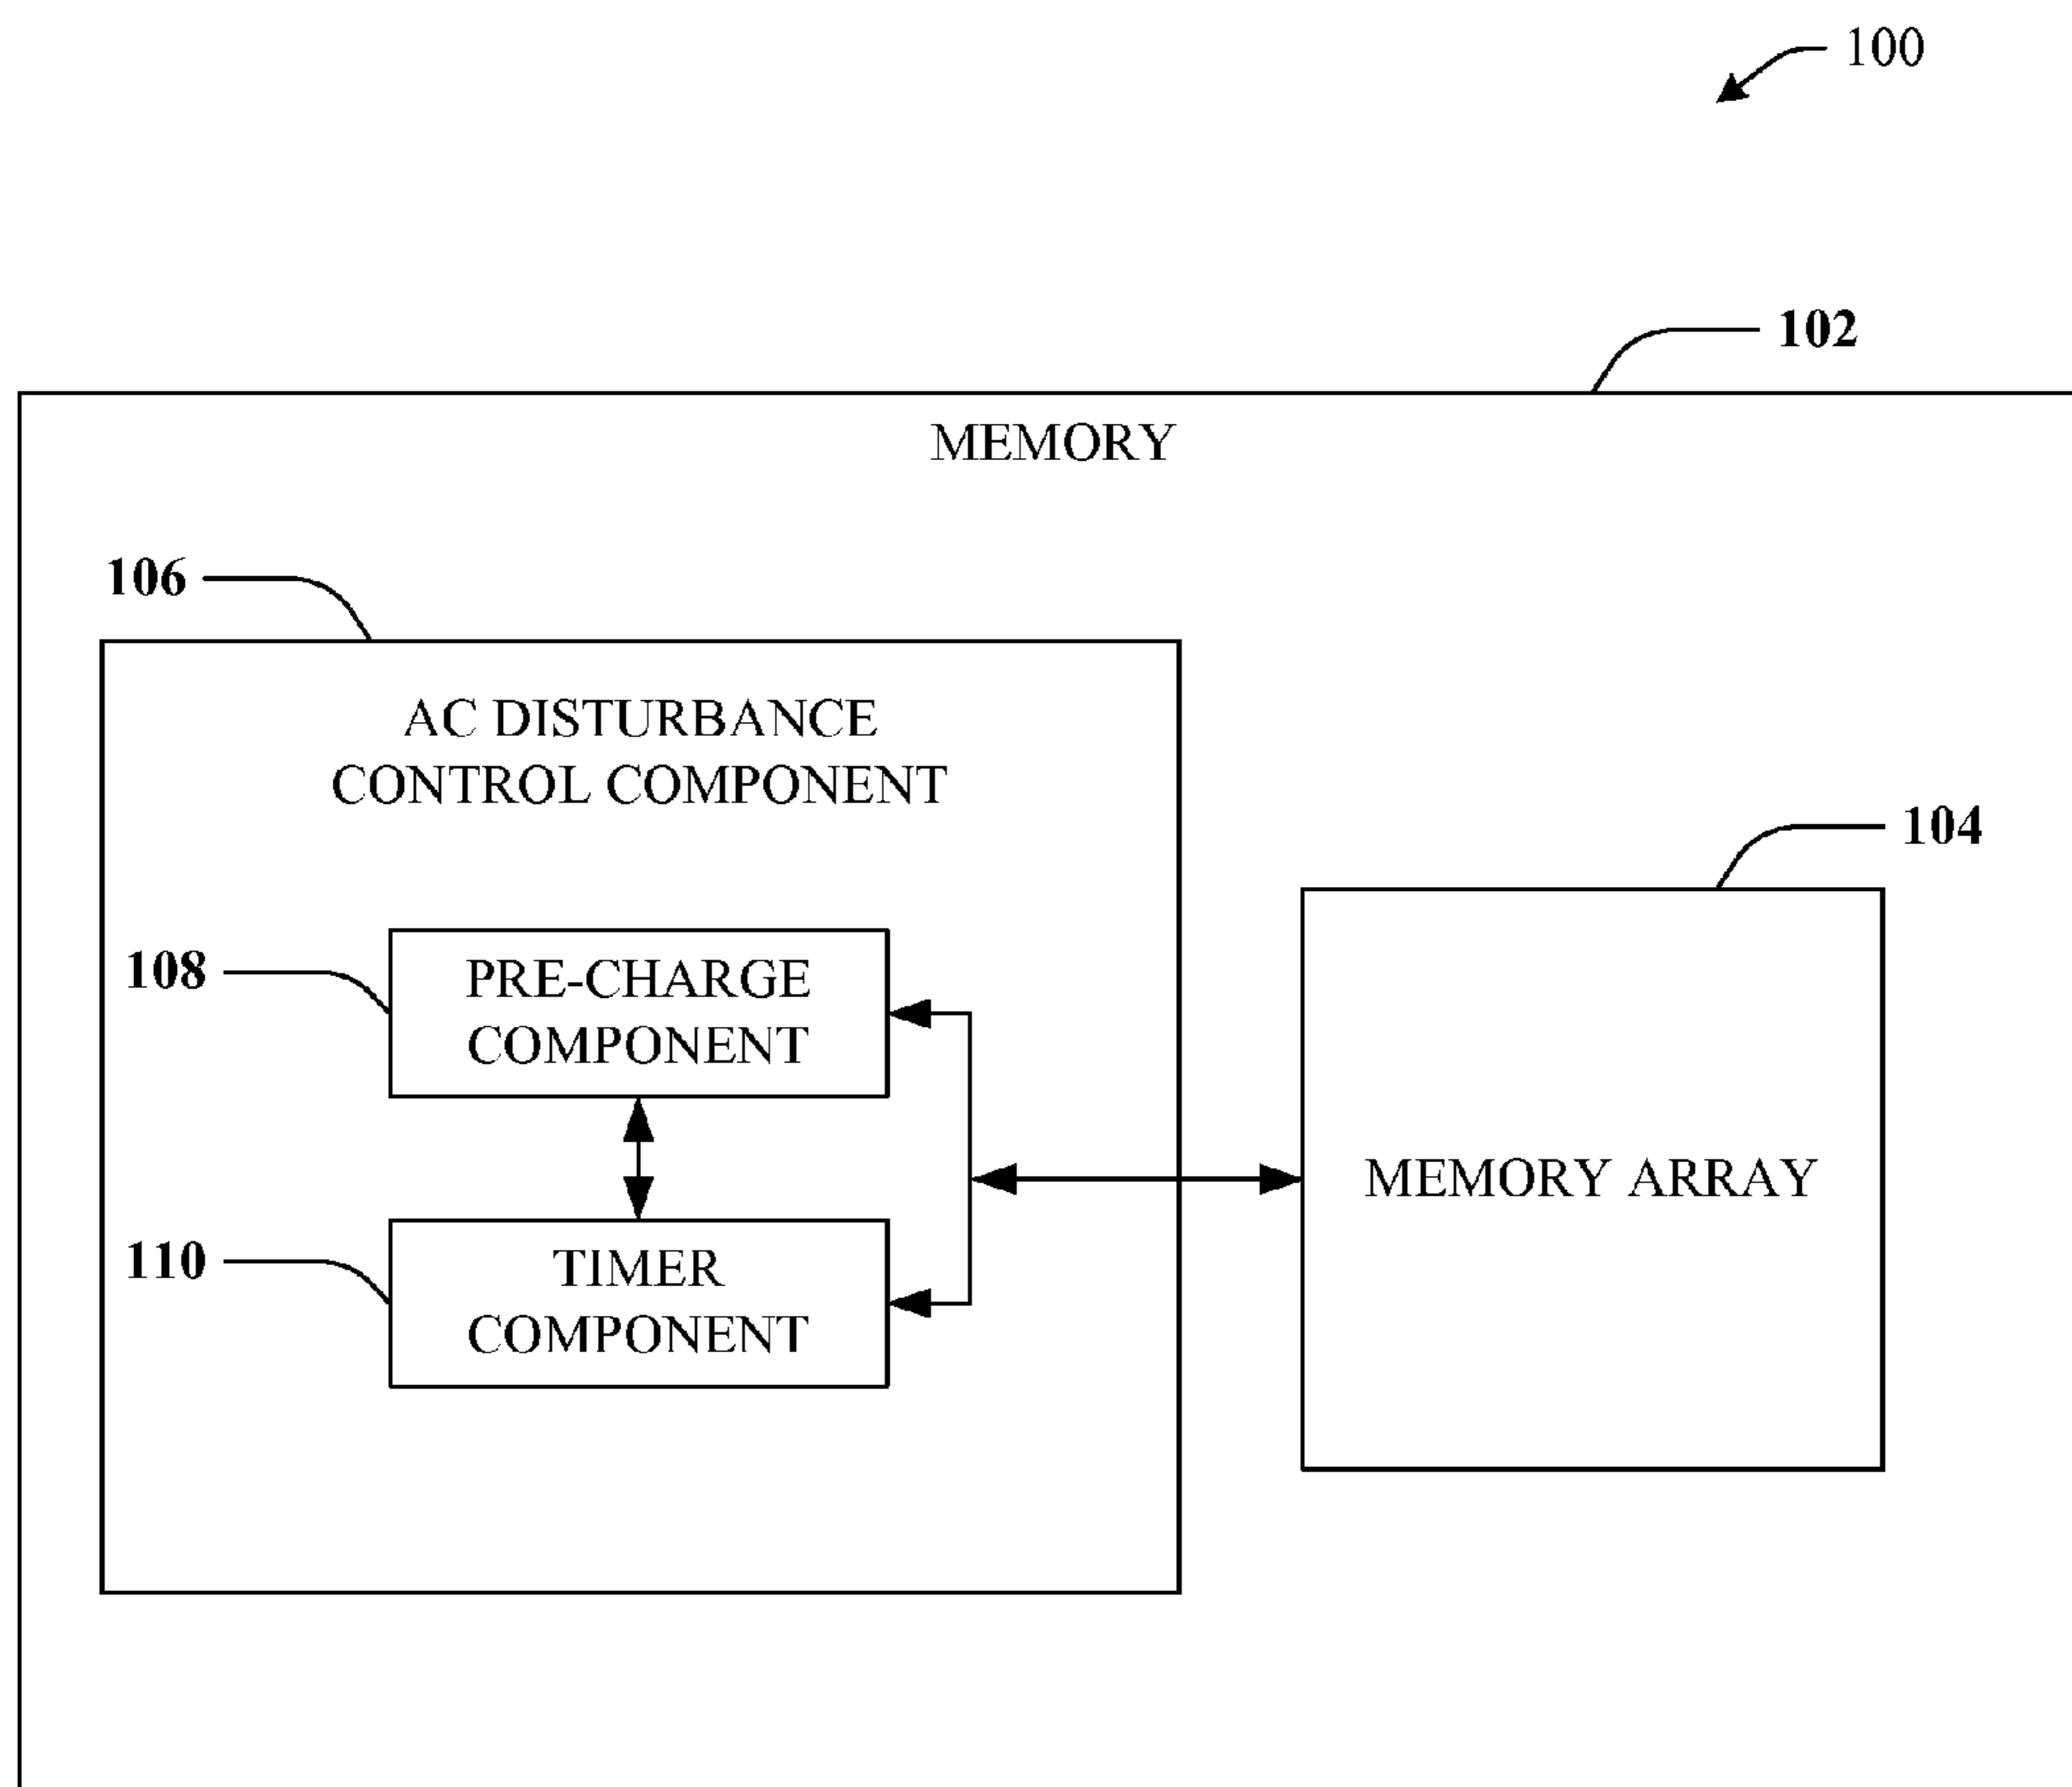 100
102
MEMORY
106
AC DISTURBANCE
CONTROL COMPONENT
104
108
PRE-CHARGE
COMPONENT
MEMORY ARRAY
110
TIMER
COMPONENT